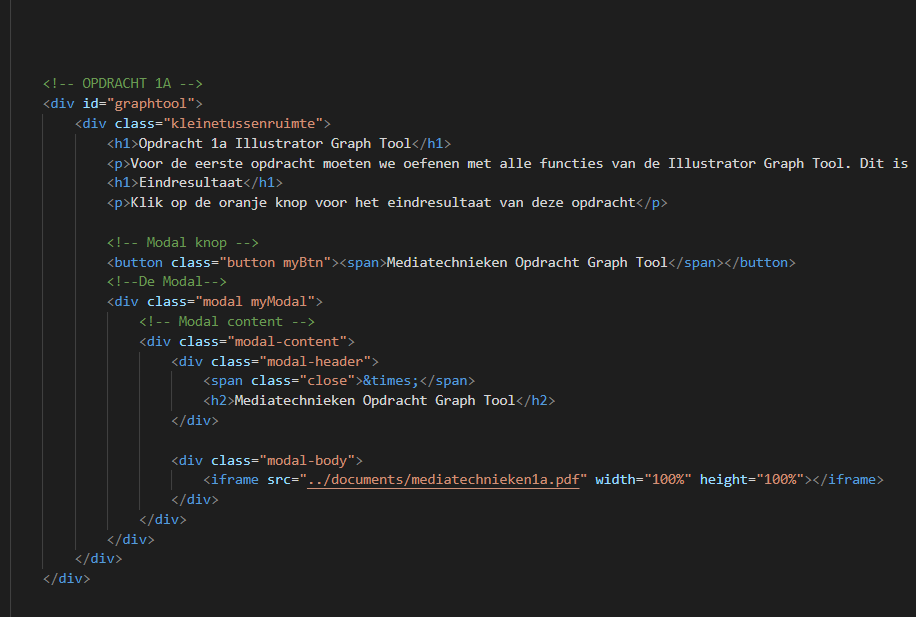 <!-- OPDRACHT 1A -->
<div id="graphtool">
<div class="kleinetussenruimte">
<h1>Opdracht 1a Illustrator Graph Tool</h1>
<p>Voor de eerste opdracht moeten we oefenen met alle functies van de Illustrator Graph Tool. Dit is
<h1>Eindresultaat</h1>
<p>Klik op de oranje knop voor het eindresultaat van deze opdracht</p>
<!-- Modal knop -->
<button class="button myBtn"><span>Mediatechnieken Opdracht Graph Tool</span></button>
<!--De Modal-->
<div class="modal myModal">
<!-- Modal content -->
<div class="modal-content">
<div class="modal-header">
<span class="close">&times;</span>
<h2>Mediatechnieken Opdracht Graph Tool</h2>
</div>
<div class="modal-body">
<iframe src="../documents/mediatechnieken1a.pdf" width="100%" height="100%"></iframe>
</div>
</div>
</div>
</div>
</div>